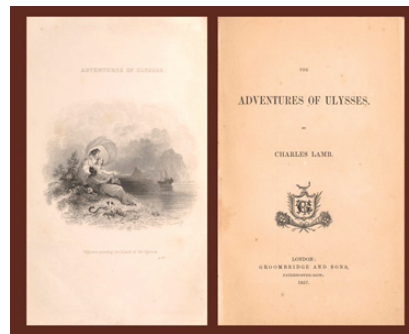 ADVENTURES OF ULYSSES.
THE
ADVENTURES OF ULYSSES.
BY
CHARLES LAMB.
LONDON:
GROOMBRIDGE AND SONS,
PATERNOSTER-ROW.